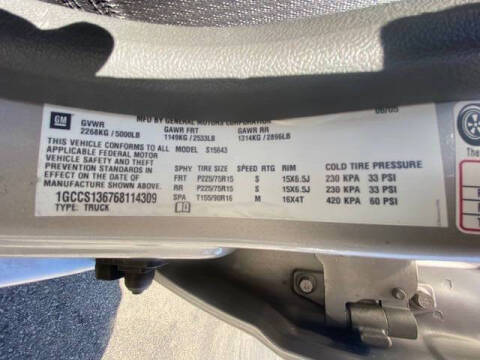 MFD BY GENERAL MOTORS CORPORATION
08/05
GM
GVWR GAWR FRT GAWR RR
2268KG / 5000LB 1149KG / 2533LB 1314KG / 2896LB
THIS VEHICLE CONFORMS TO ALL MODEL S15643
APPLICABLE FEDERAL MOTOR
VEHICLE SAFETY AND THEFT
PREVENTION STANDARDS
IN EFFECT ON THE DATE OF
MANUFACTURE SHOWN ABOVE.
1GCCS136768114309
TYPE: TRUCK
SPHY TIRE SIZE SPEED RTG RIM COLD TIRE PRESSURE
FRT P225/75R15 S 15X6.5J 230 KPA 33 PSI
RR P225/75R15 S 15X6.5J 230 KPA 33 PSI
SPA T155/90R16 M 16X4T 420 KPA 60 PSI
The